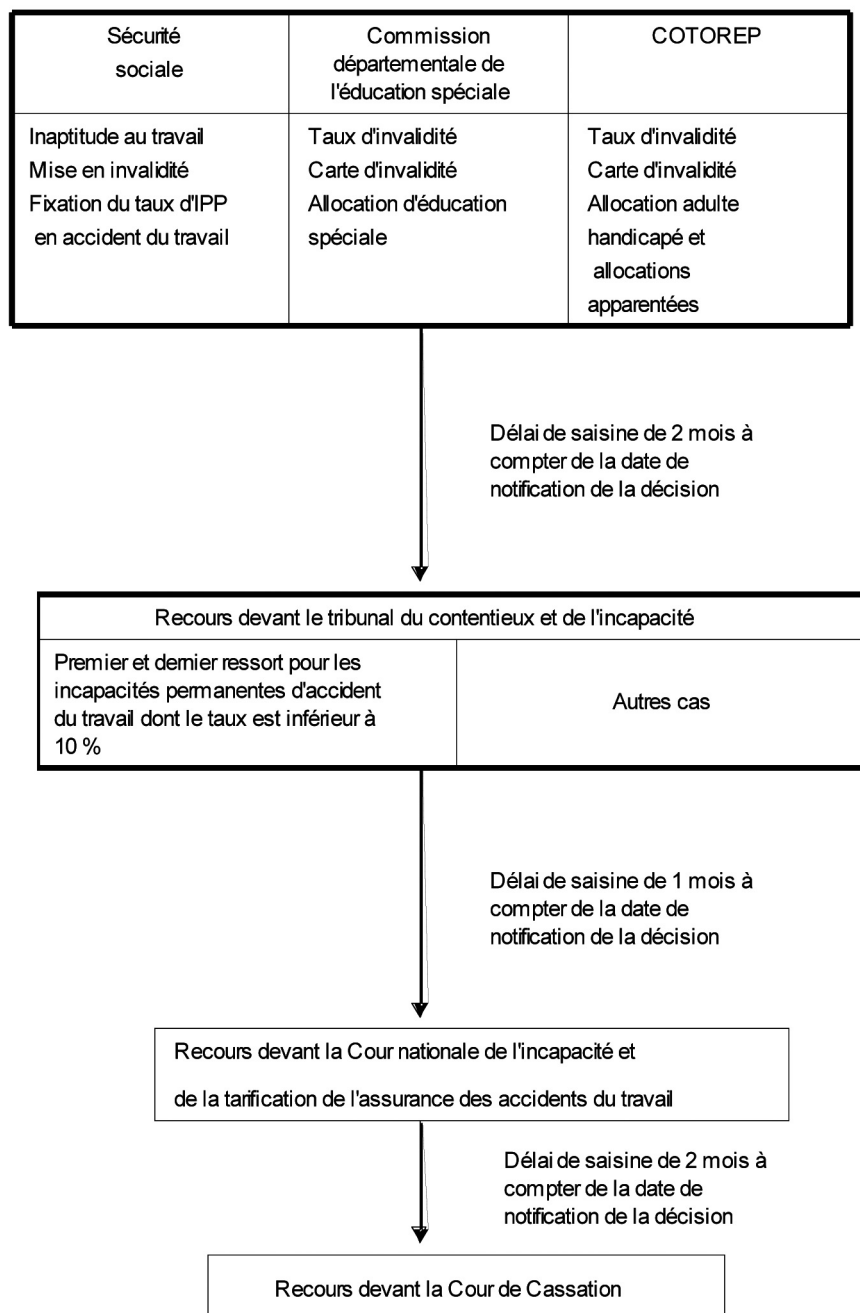 Sécurité
sociale
Commission
départementale de
l'éducation spéciale
COTOREP
Inaptitude au travail
Mise en invalidité
Fixation du taux d'IPP
en accident du travail
Taux d'invalidité
Carte d'invalidité
Allocation d'éducation
spéciale
Taux d'invalidité
Carte d'invalidité
Allocation adulte
handicapé et
allocations
apparentées
Délai de saisine de 2 mois à
compter de la date de
notification de la décision
Recours devant le tribunal du contentieux et de l'incapacité
Premier et dernier ressort pour les
incapacités permanentes d'accident
du travail dont le taux est inférieur à
10 %
Autres cas
Délai de saisine de 1 mois à
compter de la date de
notification de la décision
Recours devant la Cour nationale de l'incapacité et
de la tarification de l'assurance des accidents du travail
Délai de saisine de 2 mois à
compter de la date de
notification de la décision
Recours devant la Cour de Cassation